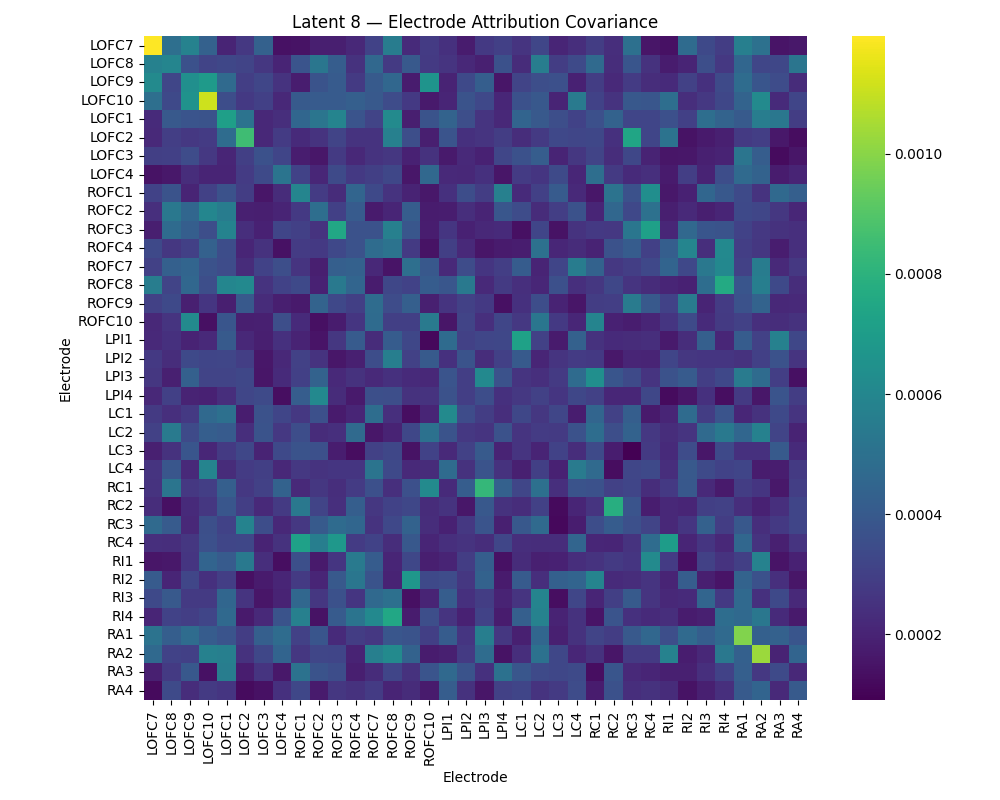 Latent 8 — Electrode Attribution Covariance
Electrode
LOFC7
LOFC8
LOFC9
LOFC10
LOFC1
LOFC2
LOFC3
LOFC4
ROFC1
ROFC2
ROFC3
ROFC4
ROFC7
ROFC8
ROFC9
ROFC10
LPI1
LPI2
LPI3
LPI4
LC1
LC2
LC3
LC4
RC1
RC2
RC3
RC4
RI1
RI2
RI3
RI4
RA1
RA2
RA3
RA4
LOFC7 LOFC8 LOFC9 LOFC10 LOFC1 LOFC2 LOFC3 LOFC4 ROFC1 ROFC2 ROFC3 ROFC4 ROFC7 ROFC8 ROFC9 ROFC10 LPI1 LPI2 LPI3 LPI4 LC1 LC2 LC3 LC4 RC1 RC2 RC3 RC4 RI1 RI2 RI3 RI4 RA1 RA2 RA3 RA4
Electrode
0.0010
0.0008
0.0006
0.0004
0.0002